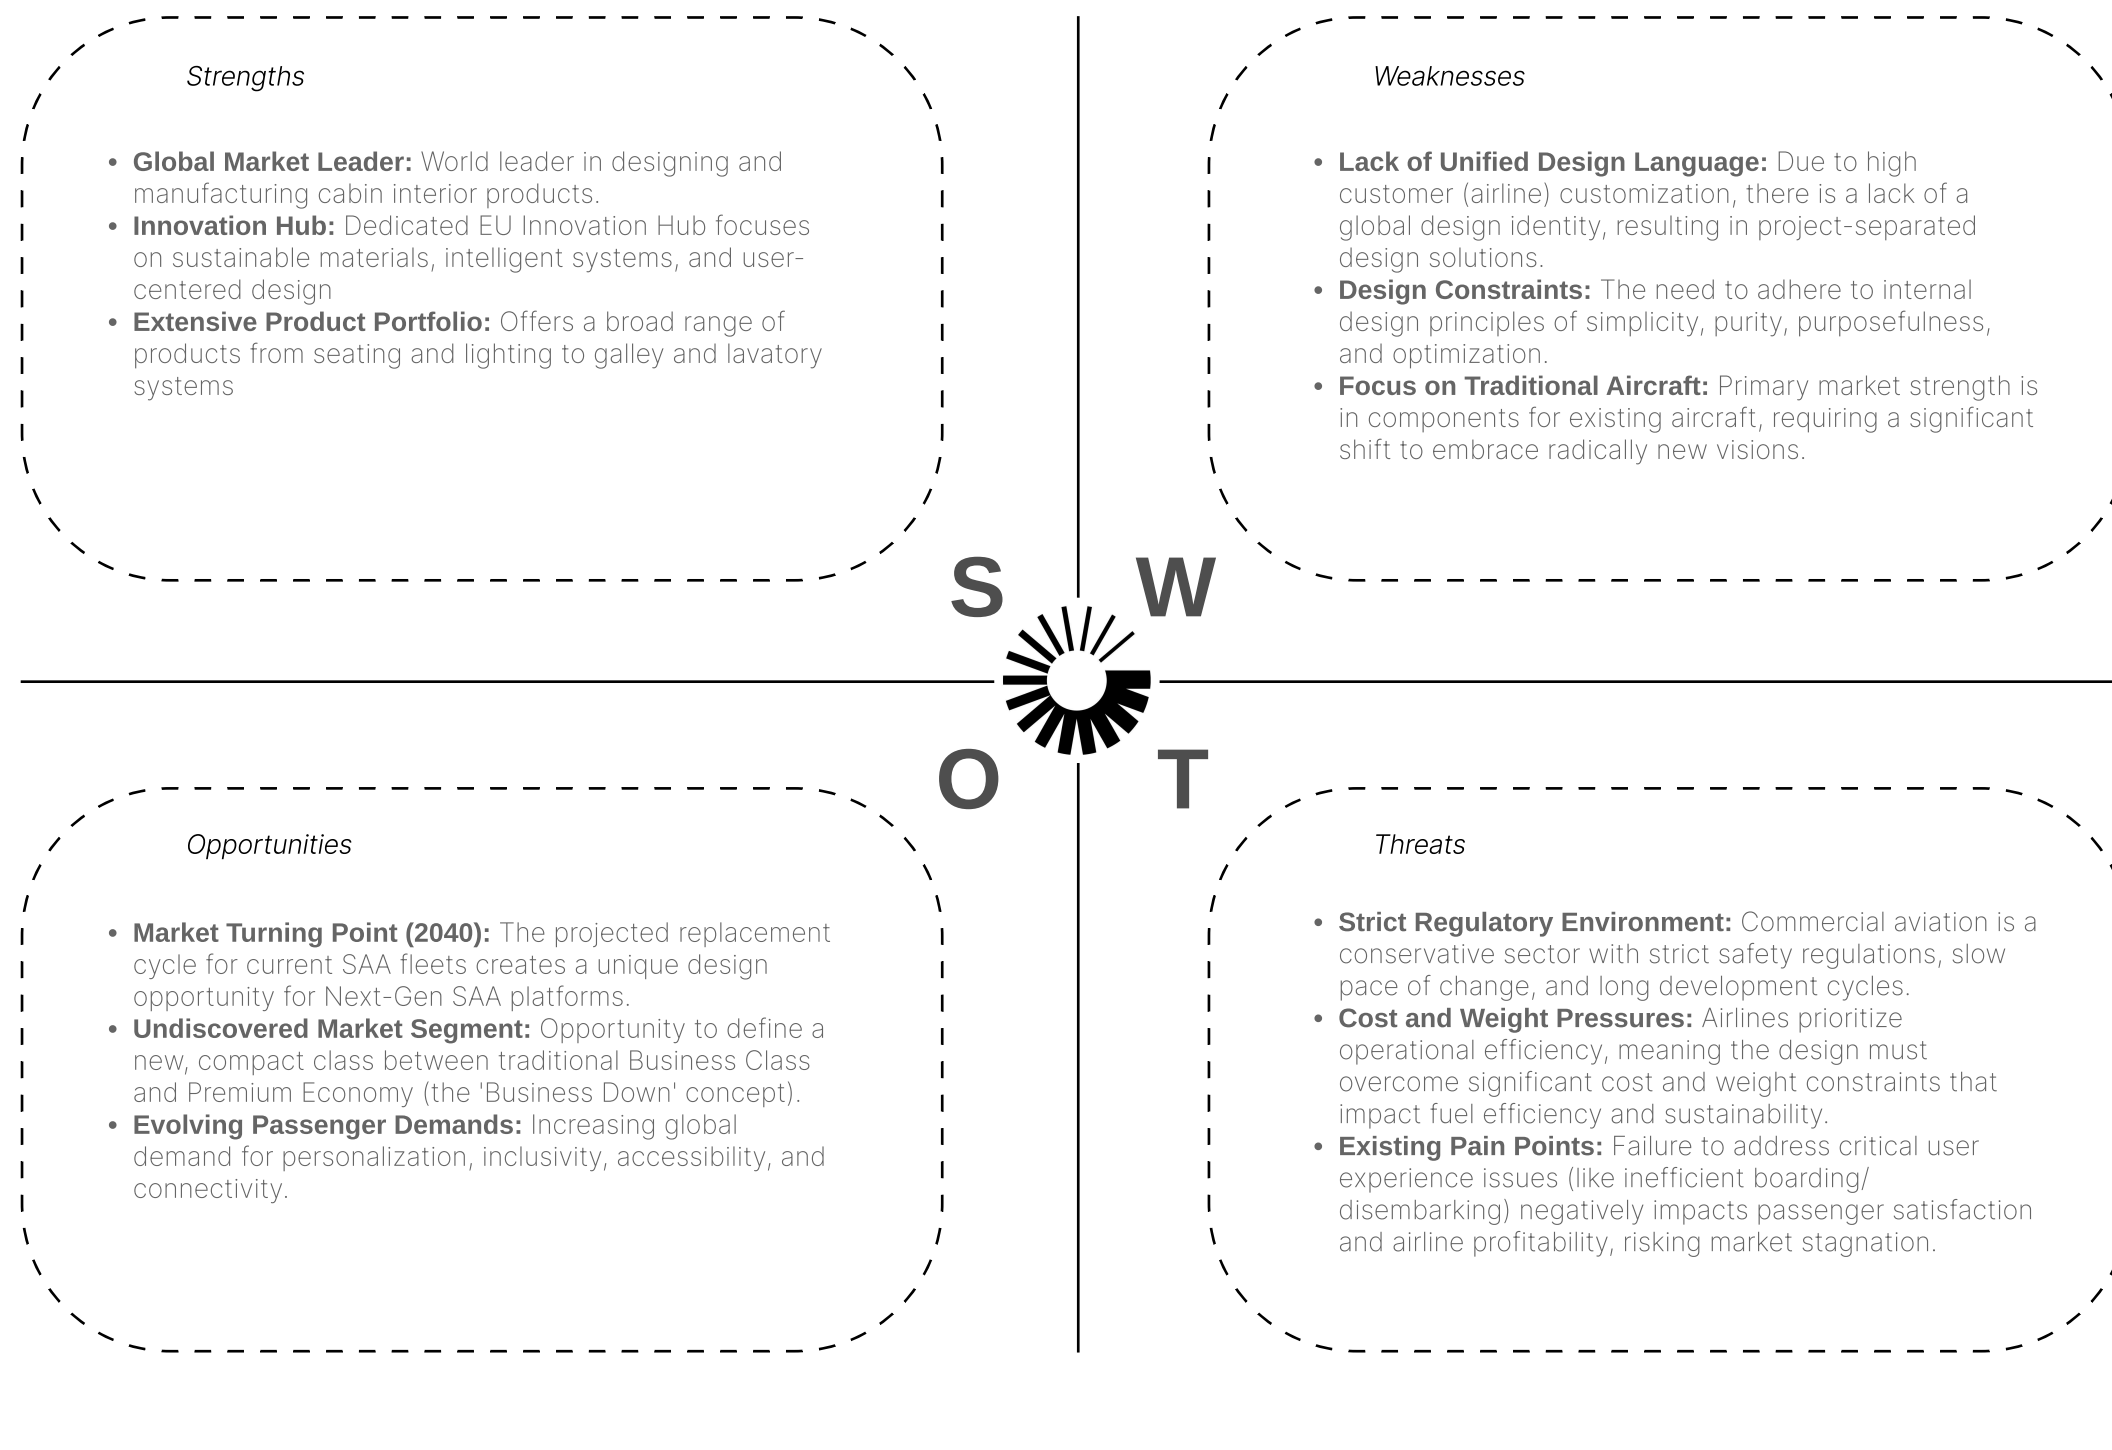 Strengths
• Global Market Leader: World leader in designing and
manufacturing cabin interior products.
• Innovation Hub: Dedicated EU Innovation Hub focuses
on sustainable materials, intelligent systems, and user-
centered design
• Extensive Product Portfolio: Offers a broad range of
products from seating and lighting to galley and lavatory
systems
Weaknesses
• Lack of Unified Design Language: Due to high
customer (airline) customization, there is a lack of a
global design identity, resulting in project-separated
design solutions.
• Design Constraints: The need to adhere to internal
design principles of simplicity, purity, purposefulness,
and optimization.
• Focus on Traditional Aircraft: Primary market strength is
in components for existing aircraft, requiring a significant
shift to embrace radically new visions.
S W
O T
Opportunities
• Market Turning Point (2040): The projected replacement
cycle for current SAA fleets creates a unique design
opportunity for Next-Gen SAA platforms.
• Undiscovered Market Segment: Opportunity to define a
new, compact class between traditional Business Class
and Premium Economy (the 'Business Down' concept).
• Evolving Passenger Demands: Increasing global
demand for personalization, inclusivity, accessibility, and
connectivity.
Threats
• Strict Regulatory Environment: Commercial aviation is a
conservative sector with strict safety regulations, slow
pace of change, and long development cycles.
• Cost and Weight Pressures: Airlines prioritize
operational efficiency, meaning the design must
overcome significant cost and weight constraints that
impact fuel efficiency and sustainability.
• Existing Pain Points: Failure to address critical user
experience issues (like inefficient boarding/
disembarking) negatively impacts passenger satisfaction
and airline profitability, risking market stagnation.